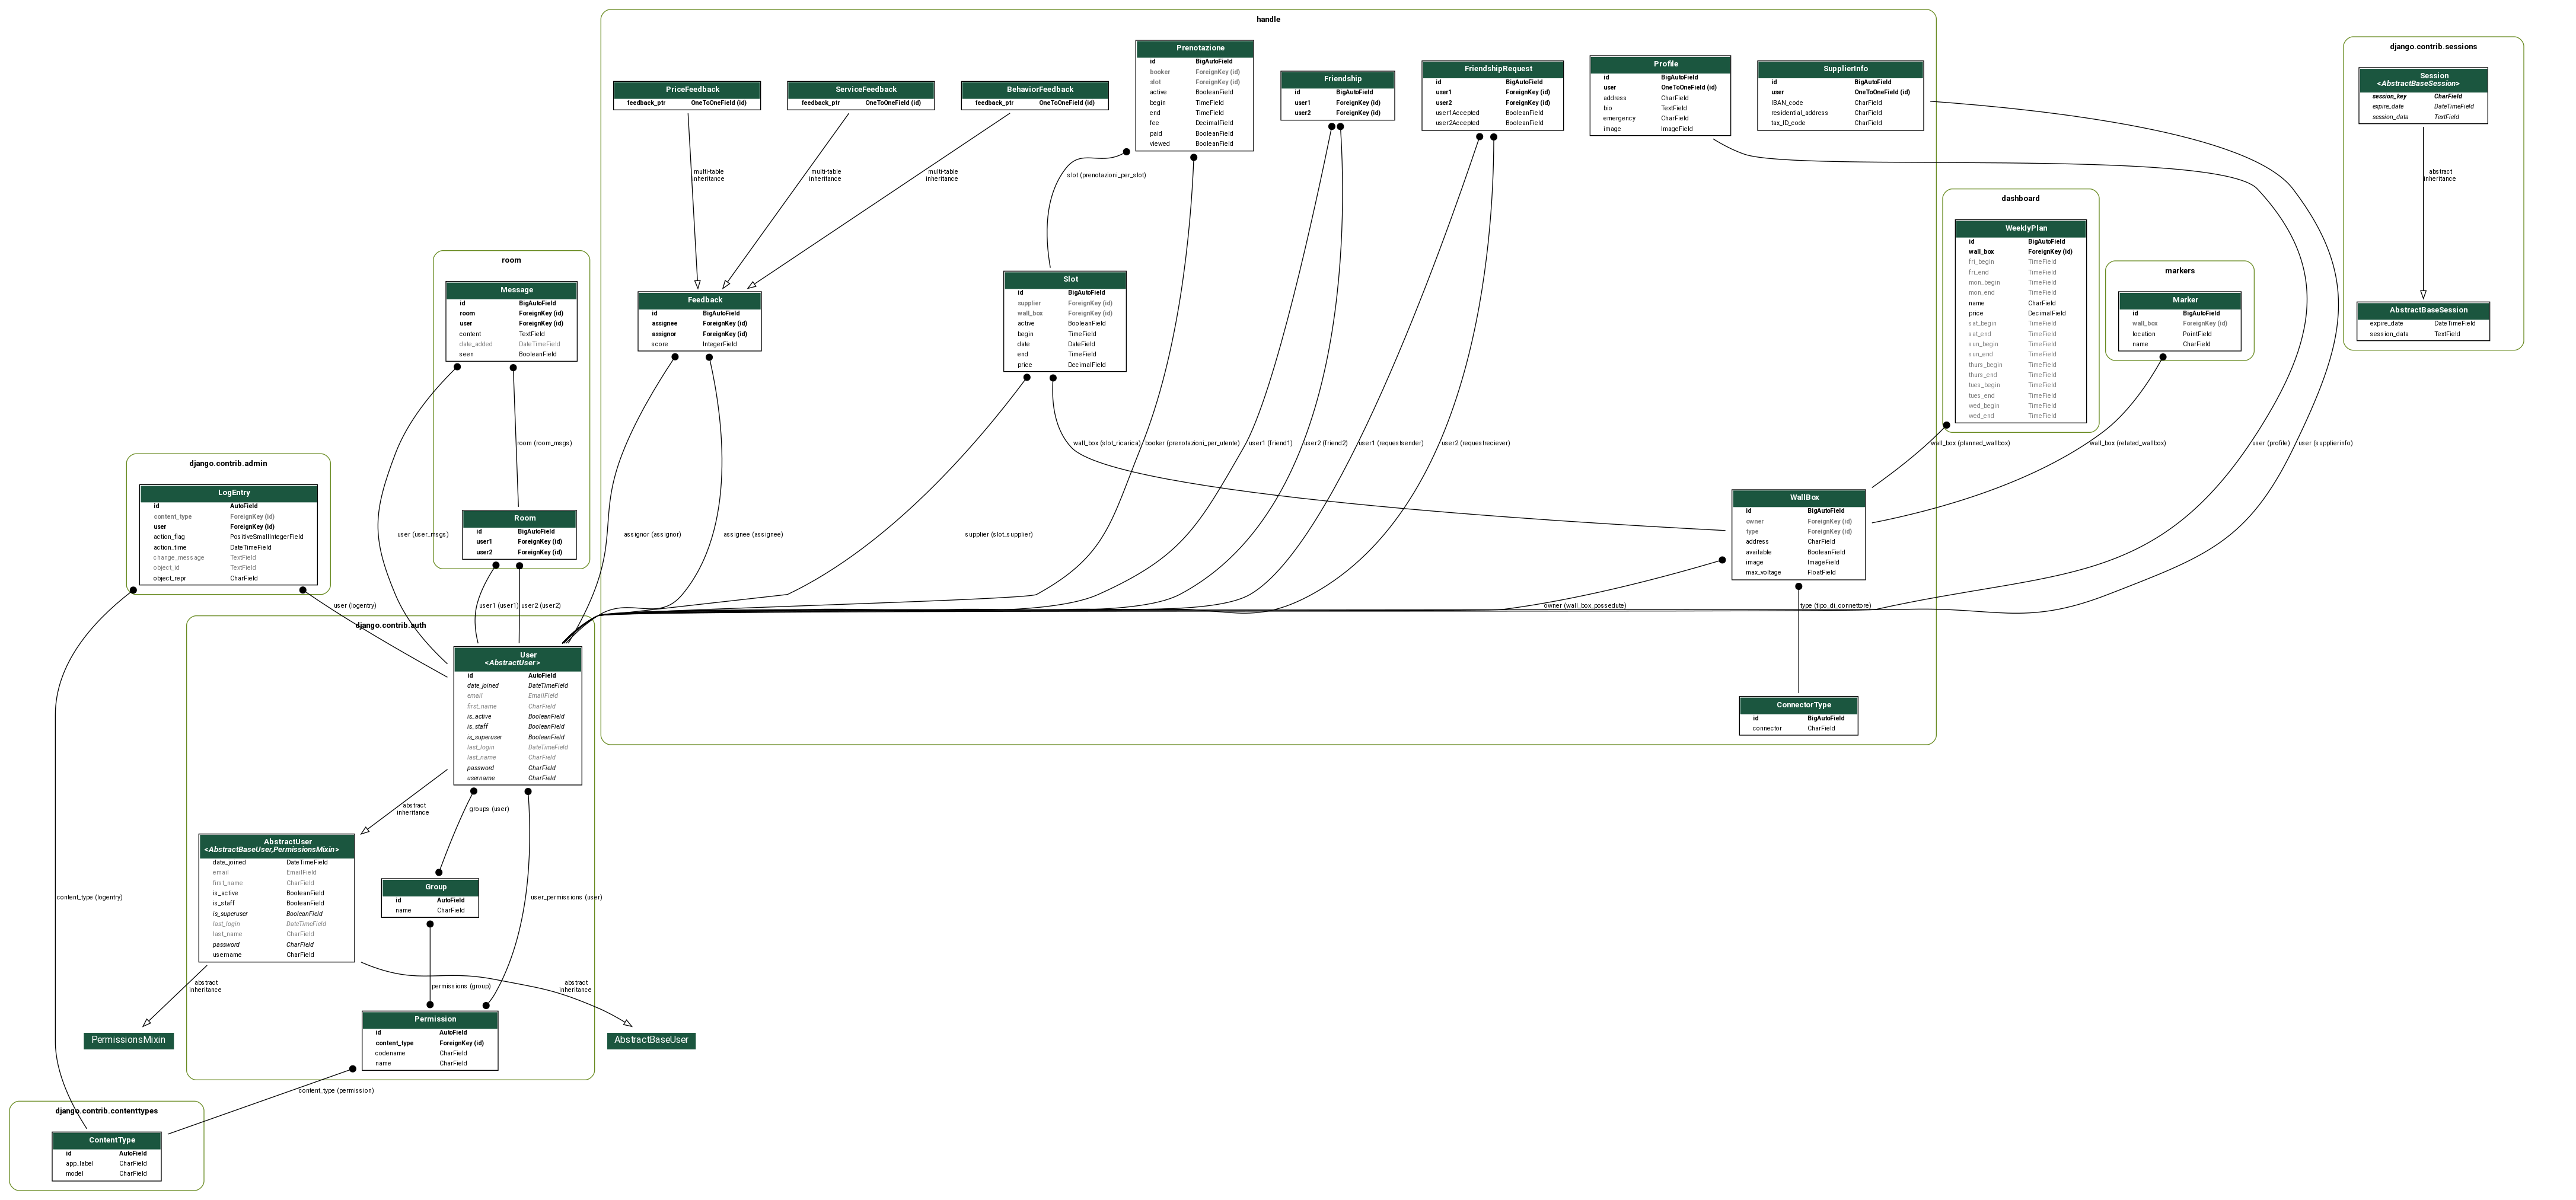 handle
PriceFeedback
feedback_ptr OneToOneField (id)
ServiceFeedback
feedback_ptr OneToOneField (id)
BehaviorFeedback
feedback_ptr OneToOneField (id)
Prenotazione
id BigAutoField
booker ForeignKey (id)
slot ForeignKey (id)
active BooleanField
begin TimeField
end TimeField
fee DecimalField
paid BooleanField
viewed BooleanField
Friendship
id BigAutoField
user1 ForeignKey (id)
user2 ForeignKey (id)
FriendshipRequest
id BigAutoField
user1 ForeignKey (id)
user2 ForeignKey (id)
user1Accepted BooleanField
user2Accepted BooleanField
Profile
id BigAutoField
user OneToOneField (id)
address CharField
bio TextField
emergency CharField
image ImageField
SupplierInfo
id BigAutoField
user OneToOneField (id)
IBAN_code CharField
residential_address CharField
tax_ID_code CharField
django.contrib.sessions
Session
<AbstractBaseSession>
session_key CharField
expire_date DateTimeField
session_data TextField
abstract
inheritance
AbstractBaseSession
expire_date DateTimeField
session_data TextField
multi-table
inheritance
multi-table
inheritance
multi-table
inheritance
slot (prenotazioni_per_slot)
dashboard
WeeklyPlan
id BigAutoField
wall_box ForeignKey (id)
fri_begin TimeField
fri_end TimeField
mon_begin TimeField
mon_end TimeField
name CharField
price DecimalField
sat_begin TimeField
sat_end TimeField
sun_begin TimeField
sun_end TimeField
thurs_begin TimeField
thurs_end TimeField
tues_begin TimeField
tues_end TimeField
wed_begin TimeField
wed_end TimeField
markers
Marker
id BigAutoField
wall_box ForeignKey (id)
location PointField
name CharField
room
Message
id BigAutoField
room ForeignKey (id)
user ForeignKey (id)
content TextField
date_added DateTimeField
seen BooleanField
Feedback
id BigAutoField
assignee ForeignKey (id)
assignor ForeignKey (id)
score IntegerField
Slot
id BigAutoField
supplier ForeignKey (id)
wall_box ForeignKey (id)
active BooleanField
begin TimeField
date DateField
end TimeField
price DecimalField
room (room_msgs)
wall_box (slot_ricarica)
booker (prenotazioni_per_utente)
user1 (friend1)
user2 (friend2)
user1 (requestsender)
user2 (requestreciever)
wall_box (planned_wallbox)
wall_box (related_wallbox)
user (profile)
user (supplierinfo)
django.contrib.admin
LogEntry
id AutoField
content_type ForeignKey (id)
user ForeignKey (id)
action_flag PositiveSmallIntegerField
action_time DateTimeField
change_message TextField
object_id TextField
object_repr CharField
user (user_msgs)
Room
id BigAutoField
user1 ForeignKey (id)
user2 ForeignKey (id)
assignor (assignor)
assignee (assignee)
supplier (slot_supplier)
WallBox
id BigAutoField
owner ForeignKey (id)
type ForeignKey (id)
address CharField
available BooleanField
image ImageField
max_voltage FloatField
user (logentry)
user1 (user1)
user2 (user2)
owner (wall_box_possedute)
type (tipo_di_connettore)
django.contrib.auth
User
<AbstractUser>
id AutoField
date_joined DateTimeField
email EmailField
first_name CharField
is_active BooleanField
is_staff BooleanField
is_superuser BooleanField
last_login DateTimeField
last_name CharField
password CharField
username CharField
ConnectorType
id BigAutoField
connector CharField
abstract
inheritance
groups (user)
AbstractUser
<AbstractBaseUser,PermissionsMixin>
date_joined DateTimeField
email EmailField
first_name CharField
is_active BooleanField
is_staff BooleanField
is_superuser BooleanField
last_login DateTimeField
last_name CharField
password CharField
username CharField
Group
id AutoField
name CharField
content_type (logentry)
user_permissions (user)
abstract
inheritance
permissions (group)
abstract
inheritance
PermissionsMixin
Permission
id AutoField
content_type ForeignKey (id)
codename CharField
name CharField
AbstractBaseUser
content_type (permission)
django.contrib.contenttypes
ContentType
id AutoField
app_label CharField
model CharField